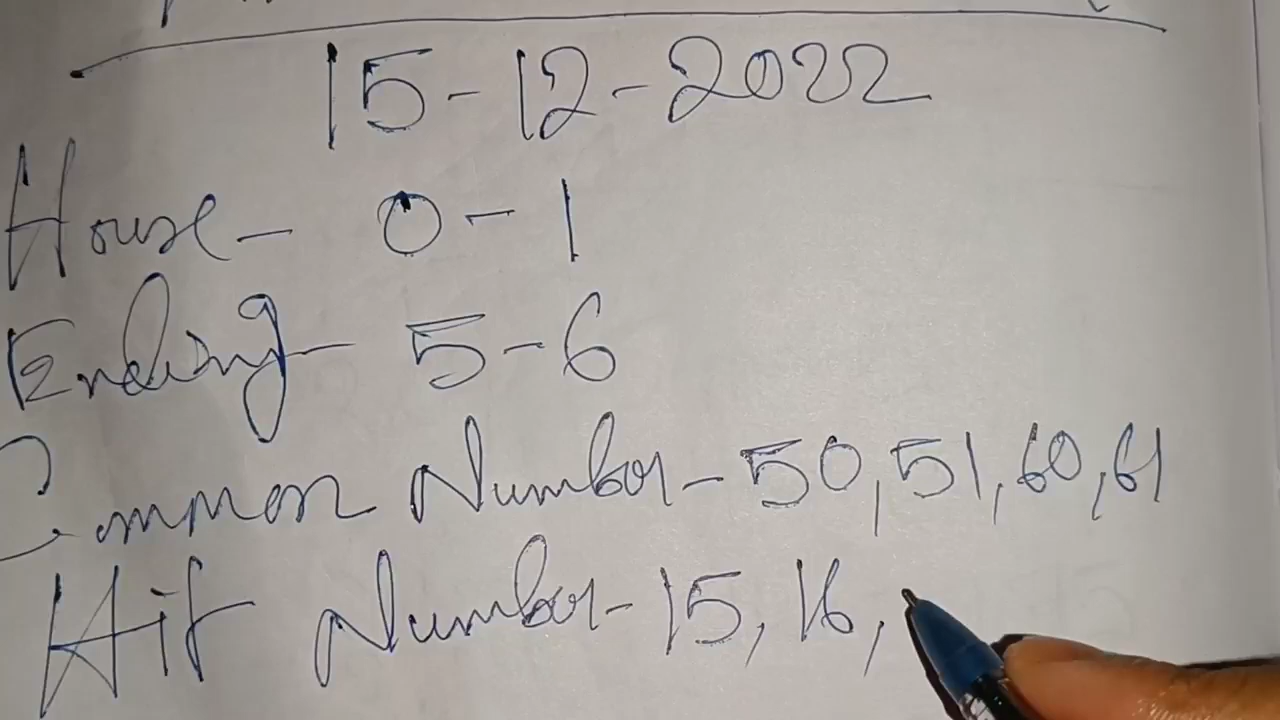 15-12-2022
House- 0-1
Ending- 5-6
Common Number-50,51,60,61
Hit Number-15,16,